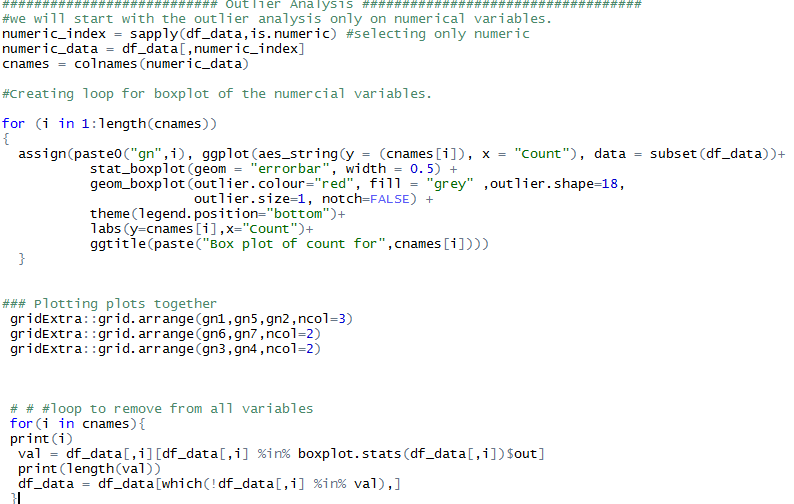 ########################### Outlier Analysis ###################################
#we will start with the outlier analysis only on numerical variables.
numeric_index = sapply(df_data,is.numeric) #selecting only numeric
numeric_data = df_data[,numeric_index]
cnames = colnames(numeric_data)
#Creating loop for boxplot of the numercial variables.
for (i in 1:length(cnames))
{
assign(paste0("gn",i), ggplot(aes_string(y = (cnames[i]), x = "Count"), data = subset(df_data))+
stat_boxplot(geom = "errorbar", width = 0.5) +
geom_boxplot(outlier.colour="red", fill = "grey" ,outlier.shape=18,
outlier.size=1, notch=FALSE) +
theme(legend.position="bottom")+
labs(y=cnames[i],x="Count")+
ggtitle(paste("Box plot of count for",cnames[i])))
}
### Plotting plots together
gridExtra::grid.arrange(gn1,gn5,gn2,ncol=3)
gridExtra::grid.arrange(gn6,gn7,ncol=2)
gridExtra::grid.arrange(gn3,gn4,ncol=2)
# # #loop to remove from all variables
for(i in cnames){
print(i)
val = df_data[,i][df_data[,i] %in% boxplot.stats(df_data[,i])$out]
print(length(val))
df_data = df_data[which(!df_data[,i] %in% val),]
}